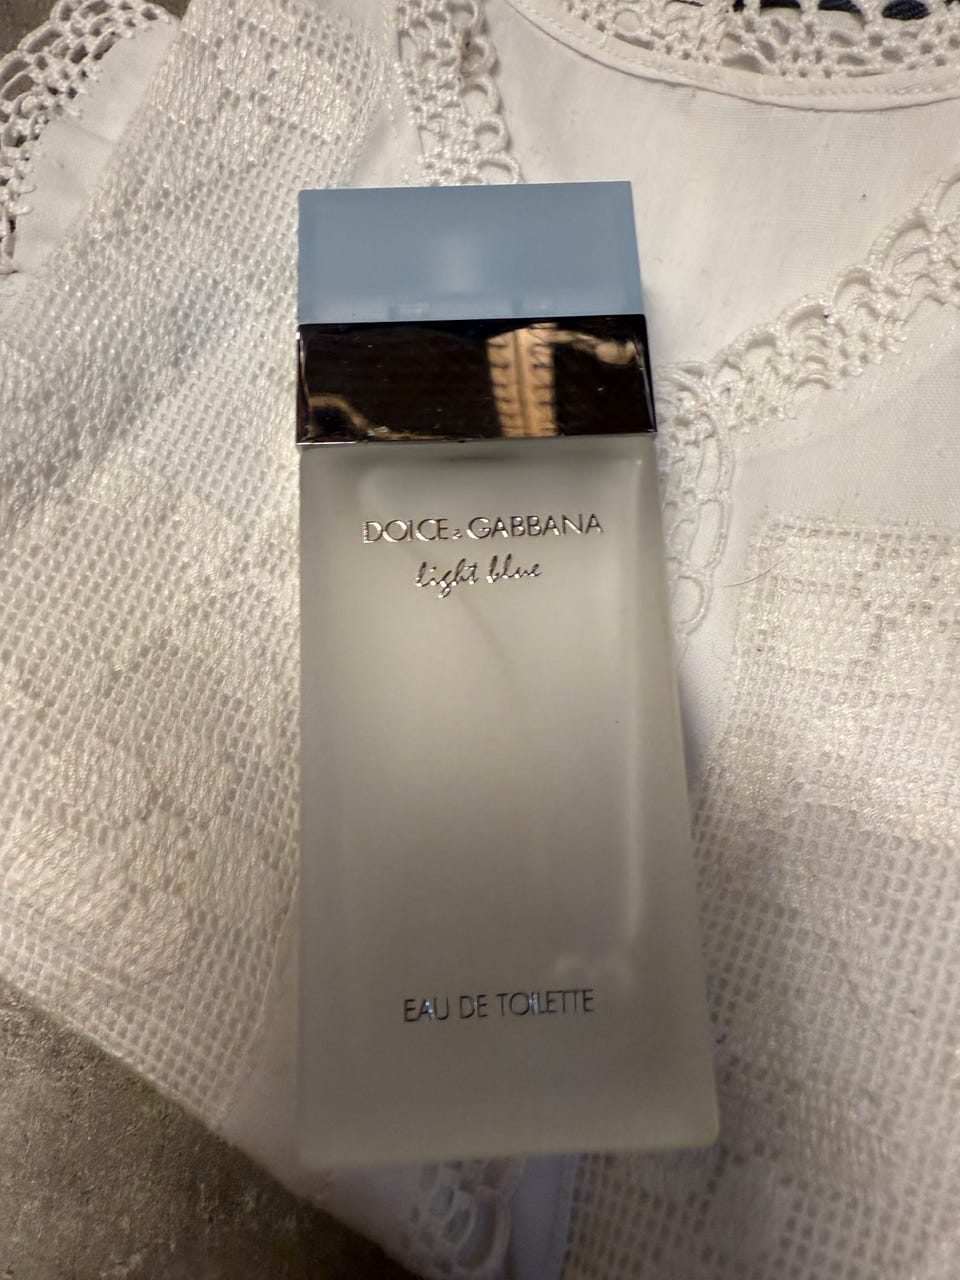 DOLCE & GABBANA
light blue
EAU DE TOILETTE